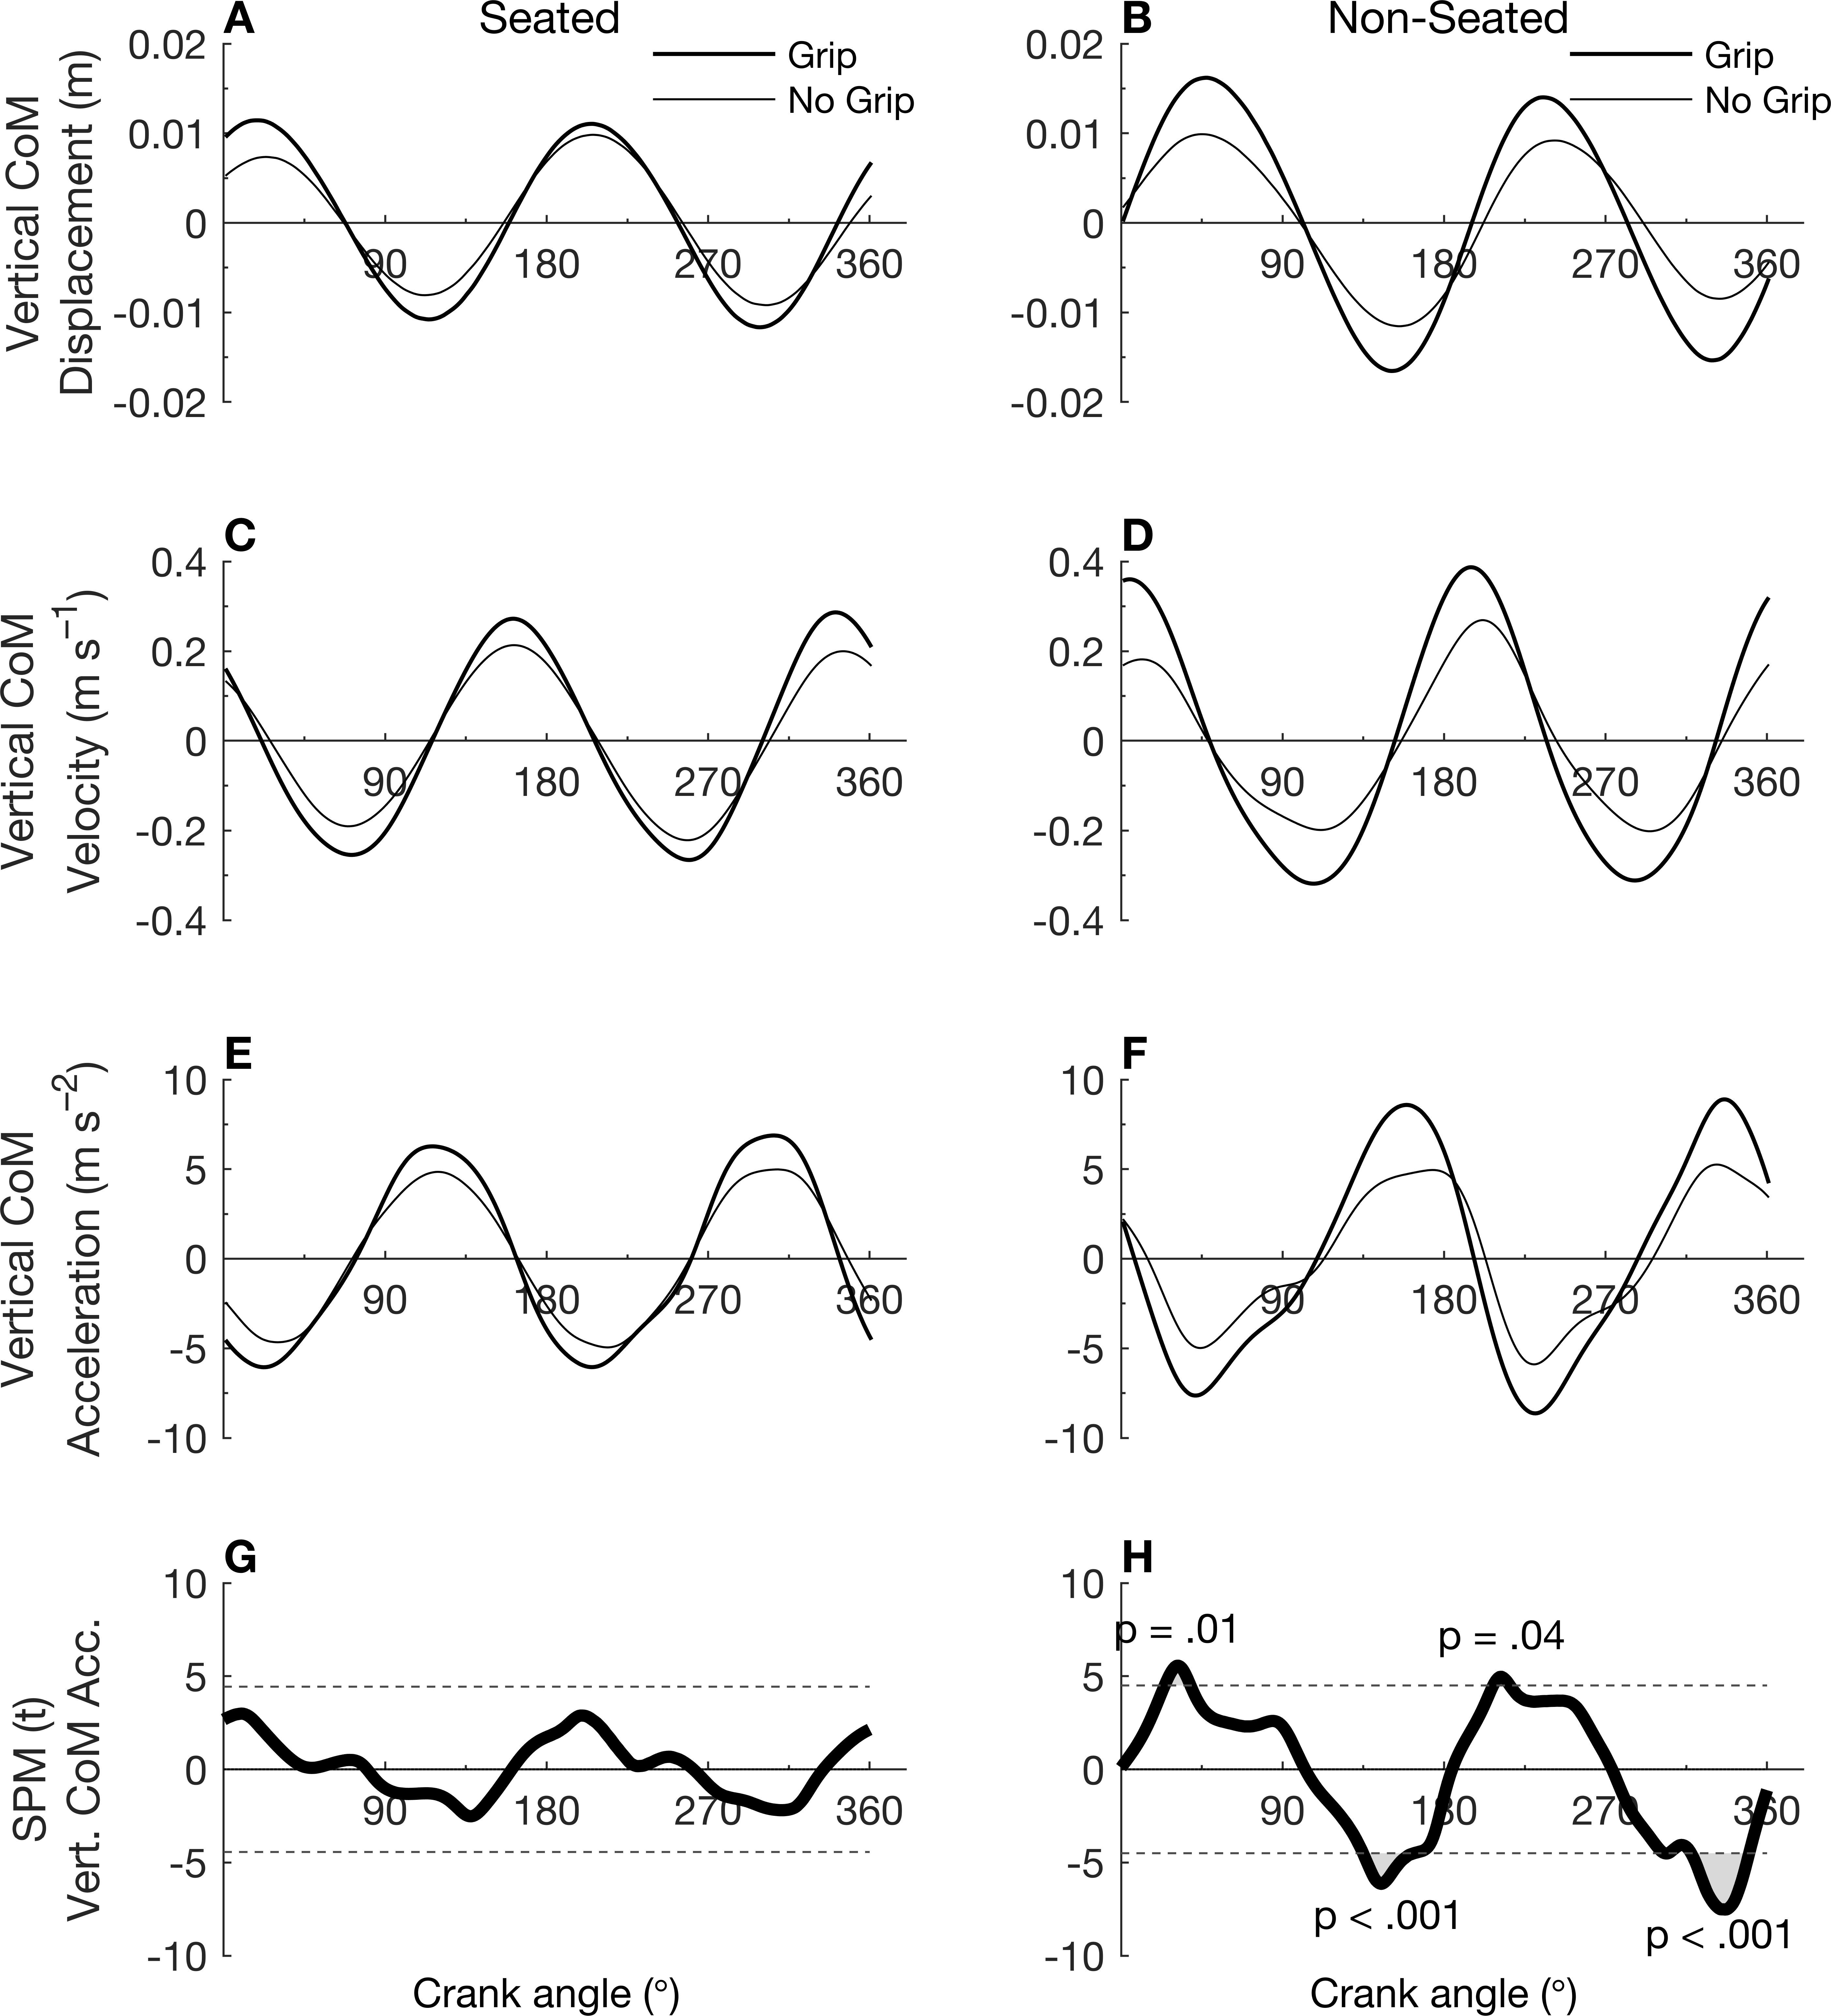 A Seated
Grip
No Grip
Vertical CoM
Displacement (m)
0.02
0.01
0
-0.01
-0.02
90 180 270 360
B Non-Seated
Grip
No Grip
0.02
0.01
0
-0.01
-0.02
90 180 270 360
C
Vertical CoM
Velocity (m s−1)
0.4
0.2
0
-0.2
-0.4
90 180 270 360
D
0.4
0.2
0
-0.2
-0.4
90 180 270 360
E
Vertical CoM
Acceleration (m s−2)
10
5
0
-5
-10
90 180 270 360
F
10
5
0
-5
-10
90 180 270 360
G
SPM (t)
Vert. CoM Acc.
10
5
0
-5
-10
90 180 270 360
Crank angle (°)
H
10
5
0
-5
-10
p = .01
p = .04
90 180 270 360
p < .001
p < .001
Crank angle (°)